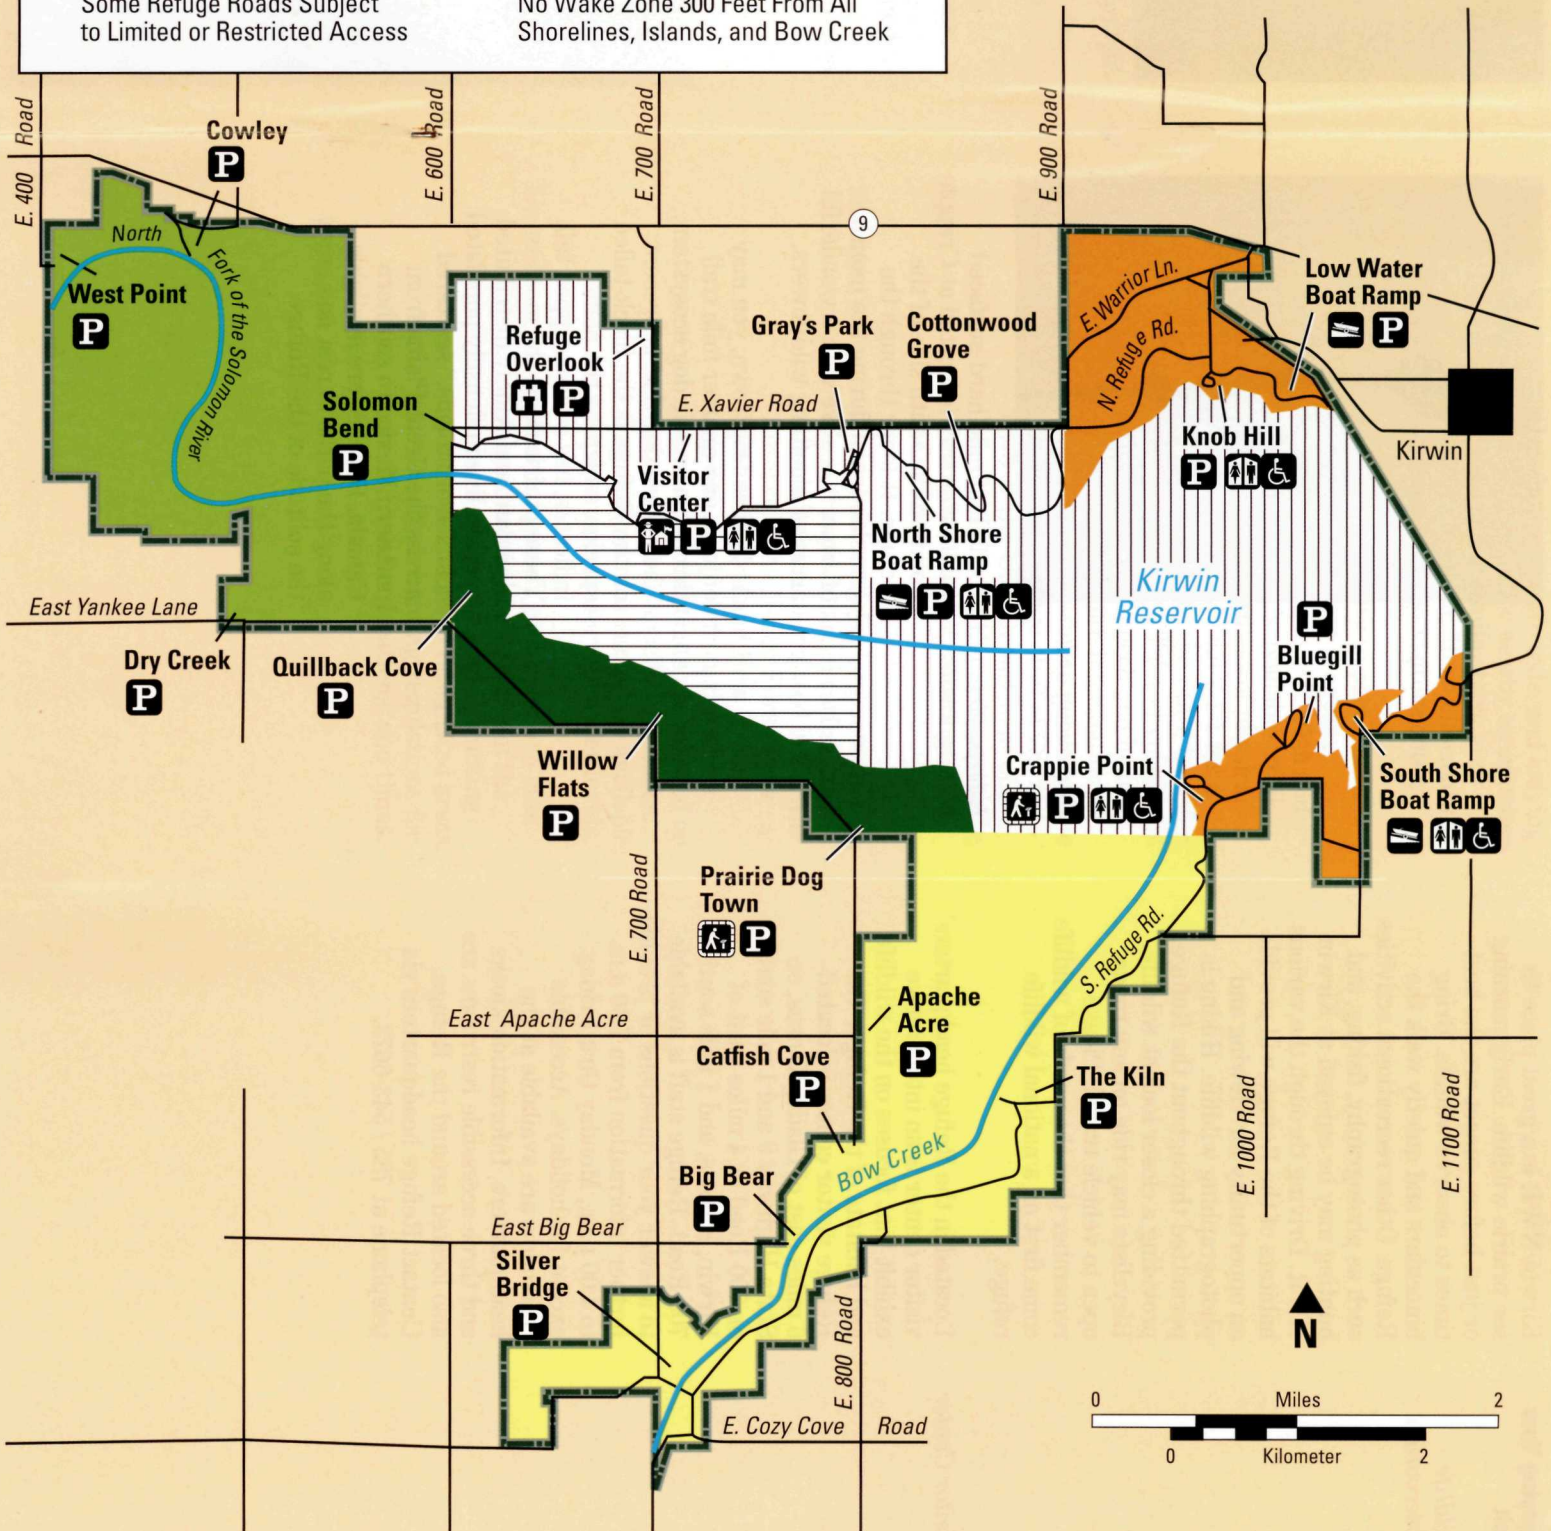 Some Refuge Roads Subject
to Limited or Restricted Access
No Wake Zone 300 Feet From All
Shorelines, Islands, and Bow Creek
E. 400 Road
Cowley
P
E. 600 Road
E. 700 Road
E. 900 Road
9
North
Fork of the Solomon River
West Point
P
Refuge
Overlook
P
Gray's Park
P
Cottonwood
Grove
P
E. Warrior Ln.
N. Refuge Rd.
Low Water
Boat Ramp
P
Solomon
Bend
P
E. Xavier Road
Kirwin
Knob Hill
P
Visitor
Center
P
North Shore
Boat Ramp
P
Kirwin
Reservoir
P
Bluegill
Point
East Yankee Lane
Dry Creek
P
Quillback Cove
P
Willow
Flats
P
Crappie Point
P
South Shore
Boat Ramp
Prairie Dog
Town
P
E. 700 Road
S. Refuge Rd.
East Apache Acre
Apache
Acre
P
Catfish Cove
P
The Kiln
P
Bow Creek
E. 1000 Road
E. 1100 Road
Big Bear
P
East Big Bear
Silver
Bridge
P
E. 800 Road
E. Cozy Cove Road
N
0 Miles 2
0 Kilometer 2